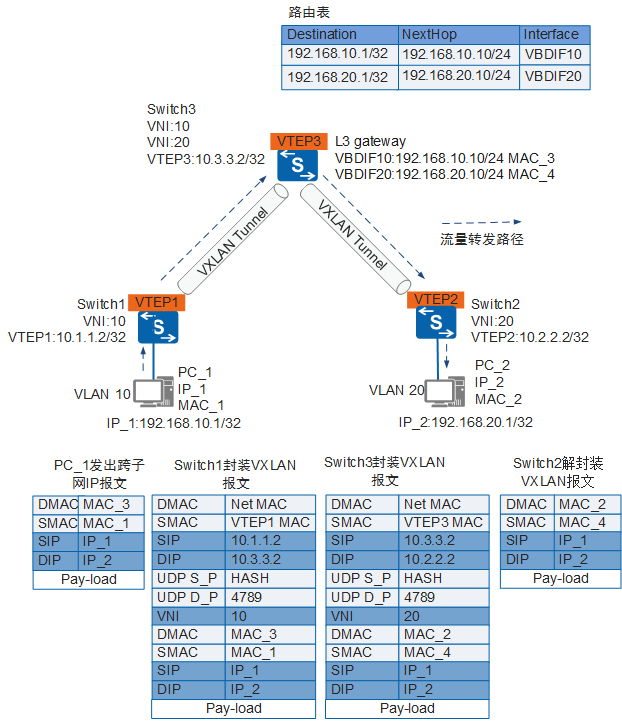 路由表
Destination NextHop Interface
192.168.10.1/32 192.168.10.10/24 VBDIF10
192.168.20.1/32 192.168.20.10/24 VBDIF20
Switch3
VNI:10
VNI:20
VTEP3:10.3.3.2/32
VTEP3
S
L3 gateway
VBDIF10:192.168.10.10/24 MAC_3
VBDIF20:192.168.20.10/24 MAC_4
VXLAN Tunnel
VXLAN Tunnel
流量转发路径
Switch1
VNI:10
VTEP1:10.1.1.2/32
VTEP1
S
VTEP2
S
Switch2
VNI:20
VTEP2:10.2.2.2/32
VLAN 10
PC_1
IP_1
MAC_1
IP_1:192.168.10.1/32
VLAN 20
PC_2
IP_2
MAC_2
IP_2:192.168.20.1/32
PC_1发出跨子
网IP报文
DMAC MAC_3
SMAC MAC_1
SIP IP_1
DIP IP_2
Pay-load
Switch1封装VXLAN
报文
DMAC Net MAC
SMAC VTEP1 MAC
SIP 10.1.1.2
DIP 10.3.3.2
UDP S_P HASH
UDP D_P 4789
VNI 10
DMAC MAC_3
SMAC MAC_1
SIP IP_1
DIP IP_2
Pay-load
Switch3封装VXLAN
报文
DMAC Net MAC
SMAC VTEP3 MAC
SIP 10.3.3.2
DIP 10.2.2.2
UDP S_P HASH
UDP D_P 4789
VNI 20
DMAC MAC_2
SMAC MAC_4
SIP IP_1
DIP IP_2
Pay-load
Switch2解封装
VXLAN报文
DMAC MAC_2
SMAC MAC_4
SIP IP_1
DIP IP_2
Pay-load